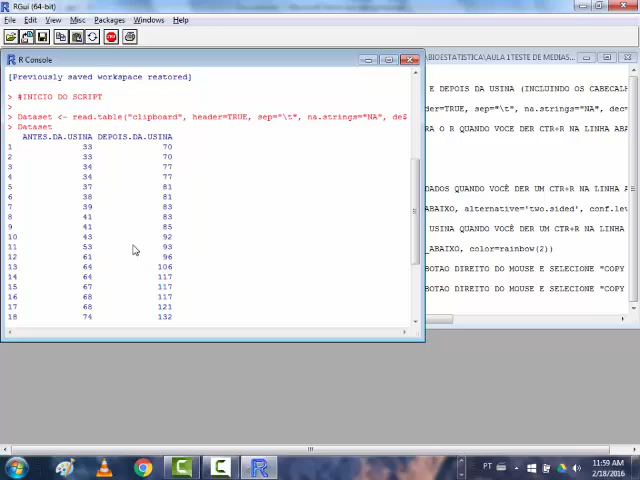 RGui (64-bit)
File Edit View Misc Packages Windows Help
R Console
[Previously saved workspace restored]
> #INICIO DO SCRIPT
>
> Dataset <- read.table("clipboard", header=TRUE, sep="\t", na.strings="NA", de$
> Dataset
ANTES.DA.USINA DEPOIS.DA.USINA
1 33 70
2 33 70
3 34 77
4 34 77
5 37 81
6 38 81
7 39 83
8 41 83
9 41 85
10 43 92
11 53 93
12 61 96
13 64 106
14 64 117
15 67 117
16 68 117
17 68 121
18 74 132
\BIOESTATISTICA\AULA 1TESTE DE MEDIAS
E DEPOIS DA USINA (INCLUINDO OS CABECALH
der=TRUE, sep="\t", na.strings="NA", dec=
RA O R QUANDO VOCE DER CTR+R NA LINHA ABA
DADOS QUANDO VOCÊ DER UM CTR+R NA LINHA A
ABAIXO, alternative='two.sided', conf.lev
USINA QUANDO VOCÊ DER UM CTR+R NA LINHA
_ABAIXO, color=rainbow(2))
BOTAO DIREITO DO MOUSE E SELECIONE "COPY
BOTAO DIREITO DO MOUSE E SELECIONE "COPY
PT
11:59 AM
2/18/2016